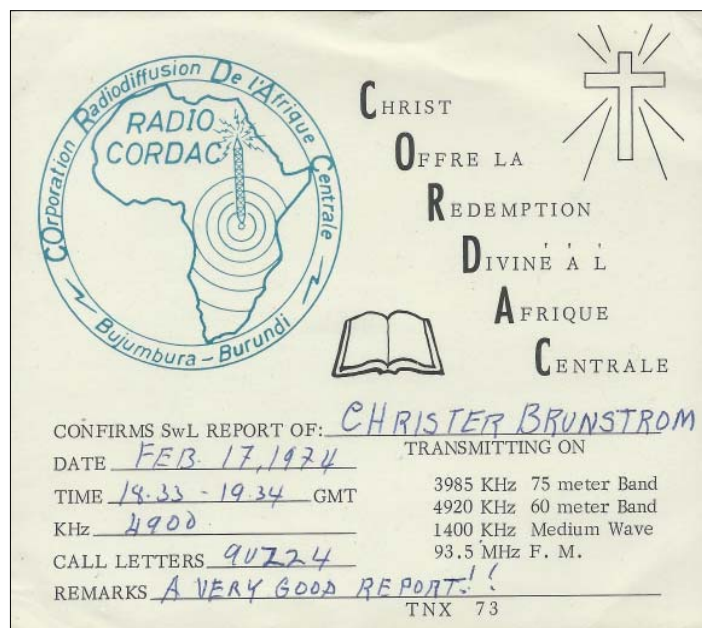 COrporation Radiodiffusion De l'Afrique Centrale
RADIO
CORDAC
Bujumbura - Burundi
CHRIST
OFFRE LA
REDEMPTION
DIVINE À L'
AFRIQUE
CENTRALE
CONFIRMS SwL REPORT OF: CHRISTER BRUNSTROM
DATE FEB. 17, 1974
TIME 18.33 - 19.34 GMT
KHz 4900
CALL LETTERS 9UZ24
REMARKS A VERY GOOD REPORT!!
TRANSMITTING ON
3985 KHz 75 meter Band
4920 KHz 60 meter Band
1400 KHz Medium Wave
93.5 MHz F. M.
TNX 73